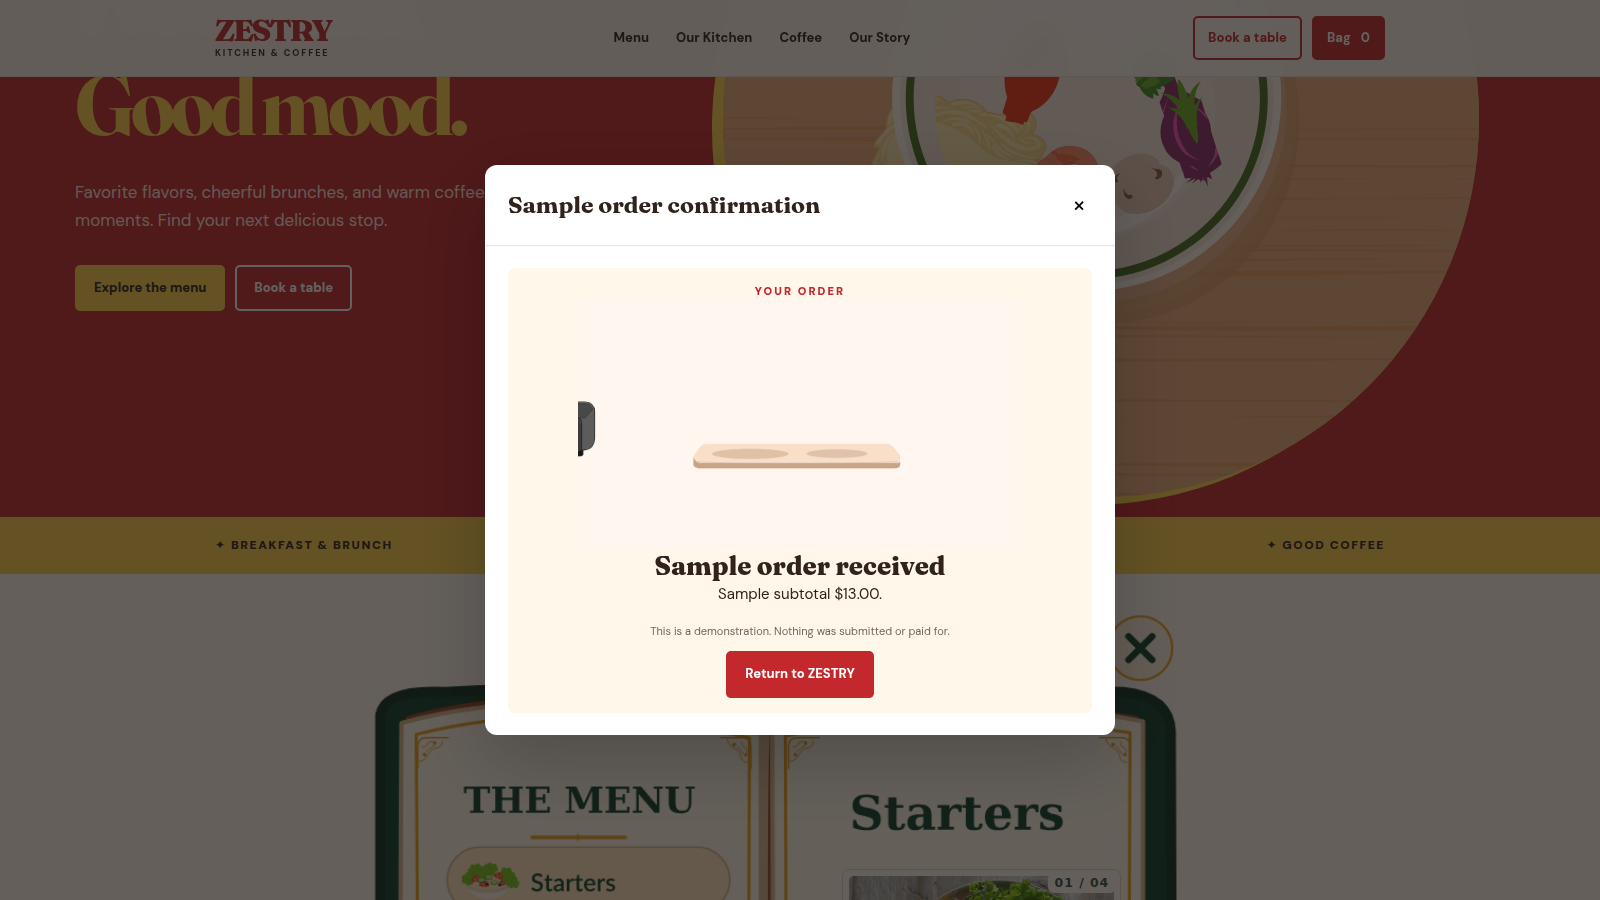 ZESTRY
KITCHEN & COFFEE
Menu
Our Kitchen
Coffee
Our Story
Book a table
Bag 0
Good mood.
Favorite flavors, cheerful brunches, and warm coffee
moments. Find your next delicious stop.
Explore the menu
Book a table
Sample order confirmation
×
YOUR ORDER
Sample order received
Sample subtotal $13.00.
This is a demonstration. Nothing was submitted or paid for.
Return to ZESTRY
✦ BREAKFAST & BRUNCH
✦ GOOD COFFEE
THE MENU
Starters
Starters
01 / 04